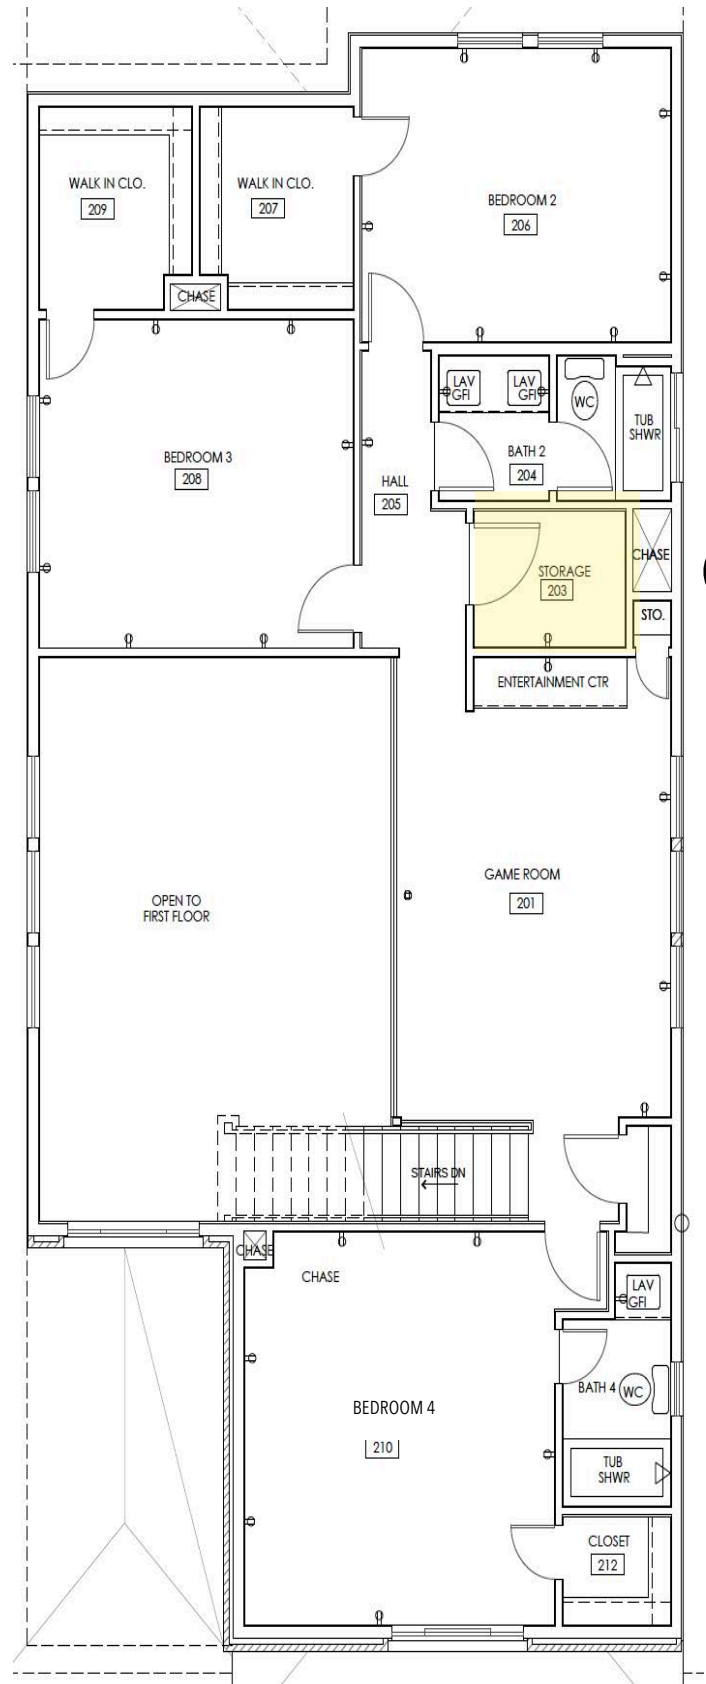 WALK IN CLO.
209
WALK IN CLO.
207
BEDROOM 2
206
CHASE
LAV
GFI
LAV
GFI
WC
TUB
SHWR
BEDROOM 3
208
BATH 2
204
HALL
205
STORAGE
203
CHASE
STO.
ENTERTAINMENT CTR
GAME ROOM
201
OPEN TO
FIRST FLOOR
STAIRS DN
CHASE
CHASE
LAV
GFI
BATH 4
WC
BEDROOM 4
210
TUB
SHWR
CLOSET
212